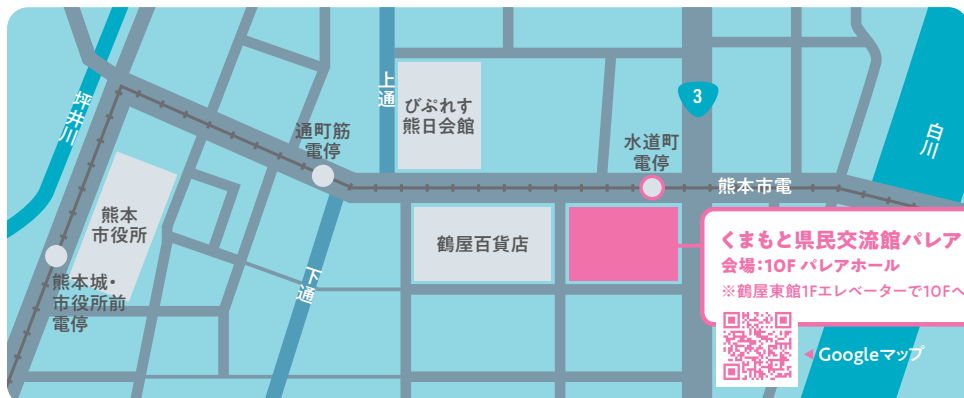 坪井川
上通
びぷれす
熊日会館
3
白川
通町筋
電停
水道町
電停
熊本市電
熊本
市役所
鶴屋百貨店
くまもと県民交流館パレア
会場：10F パレアホール
※鶴屋東館1Fエレベーターで10Fへ
熊本城・
市役所前
電停
下通
Googleマップ